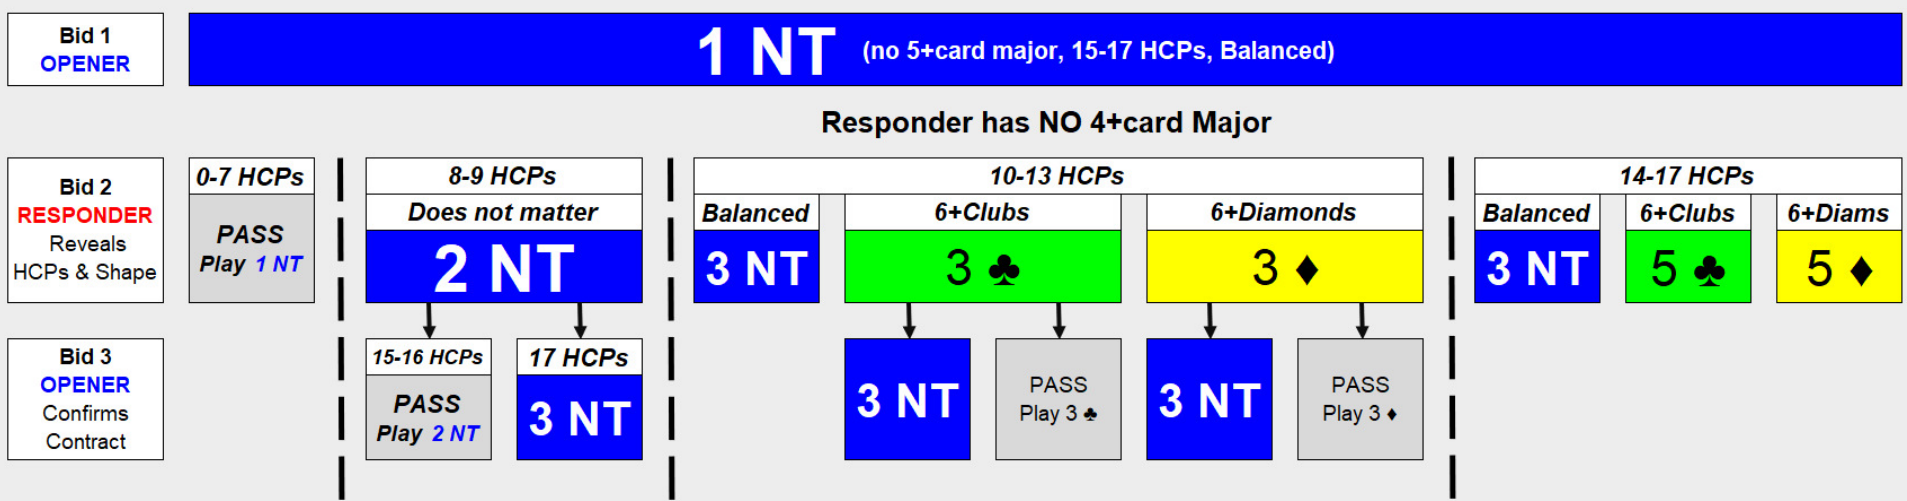 Bid 1
OPENER
1 NT (no 5+card major, 15-17 HCPs, Balanced)
Responder has NO 4+card Major
Bid 2
RESPONDER
Reveals
HCPs & Shape
0-7 HCPs
PASS
Play 1 NT
8-9 HCPs
Does not matter
2 NT
10-13 HCPs
Balanced
3 NT
6+Clubs
3 ♣
6+Diamonds
3 ♦
14-17 HCPs
Balanced
3 NT
6+Clubs
5 ♣
6+Diams
5 ♦
Bid 3
OPENER
Confirms
Contract
15-16 HCPs
PASS
Play 2 NT
17 HCPs
3 NT
3 NT
PASS
Play 3 ♣
3 NT
PASS
Play 3 ♦